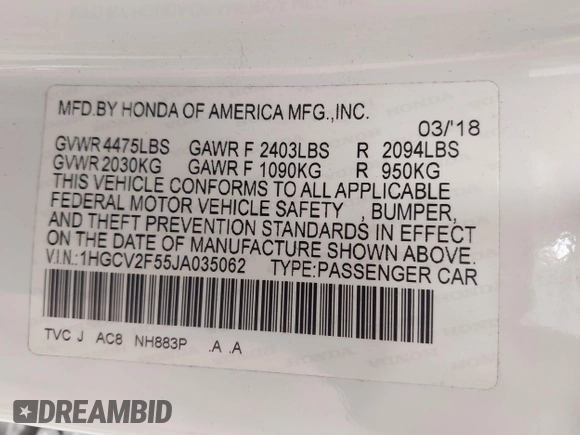 MFD.BY HONDA OF AMERICA MFG.,INC.
03/'18
GVWR 4475LBS GAWR F 2403LBS R 2094LBS
GVWR 2030KG GAWR F 1090KG R 950KG
THIS VEHICLE CONFORMS TO ALL APPLICABLE
FEDERAL MOTOR VEHICLE SAFETY , BUMPER,
AND THEFT PREVENTION STANDARDS IN EFFECT
ON THE DATE OF MANUFACTURE SHOWN ABOVE.
V.I.N.:1HGCV2F55JA035062 TYPE:PASSENGER CAR
TVC J AC8 NH883P .A .A
DREAMBID